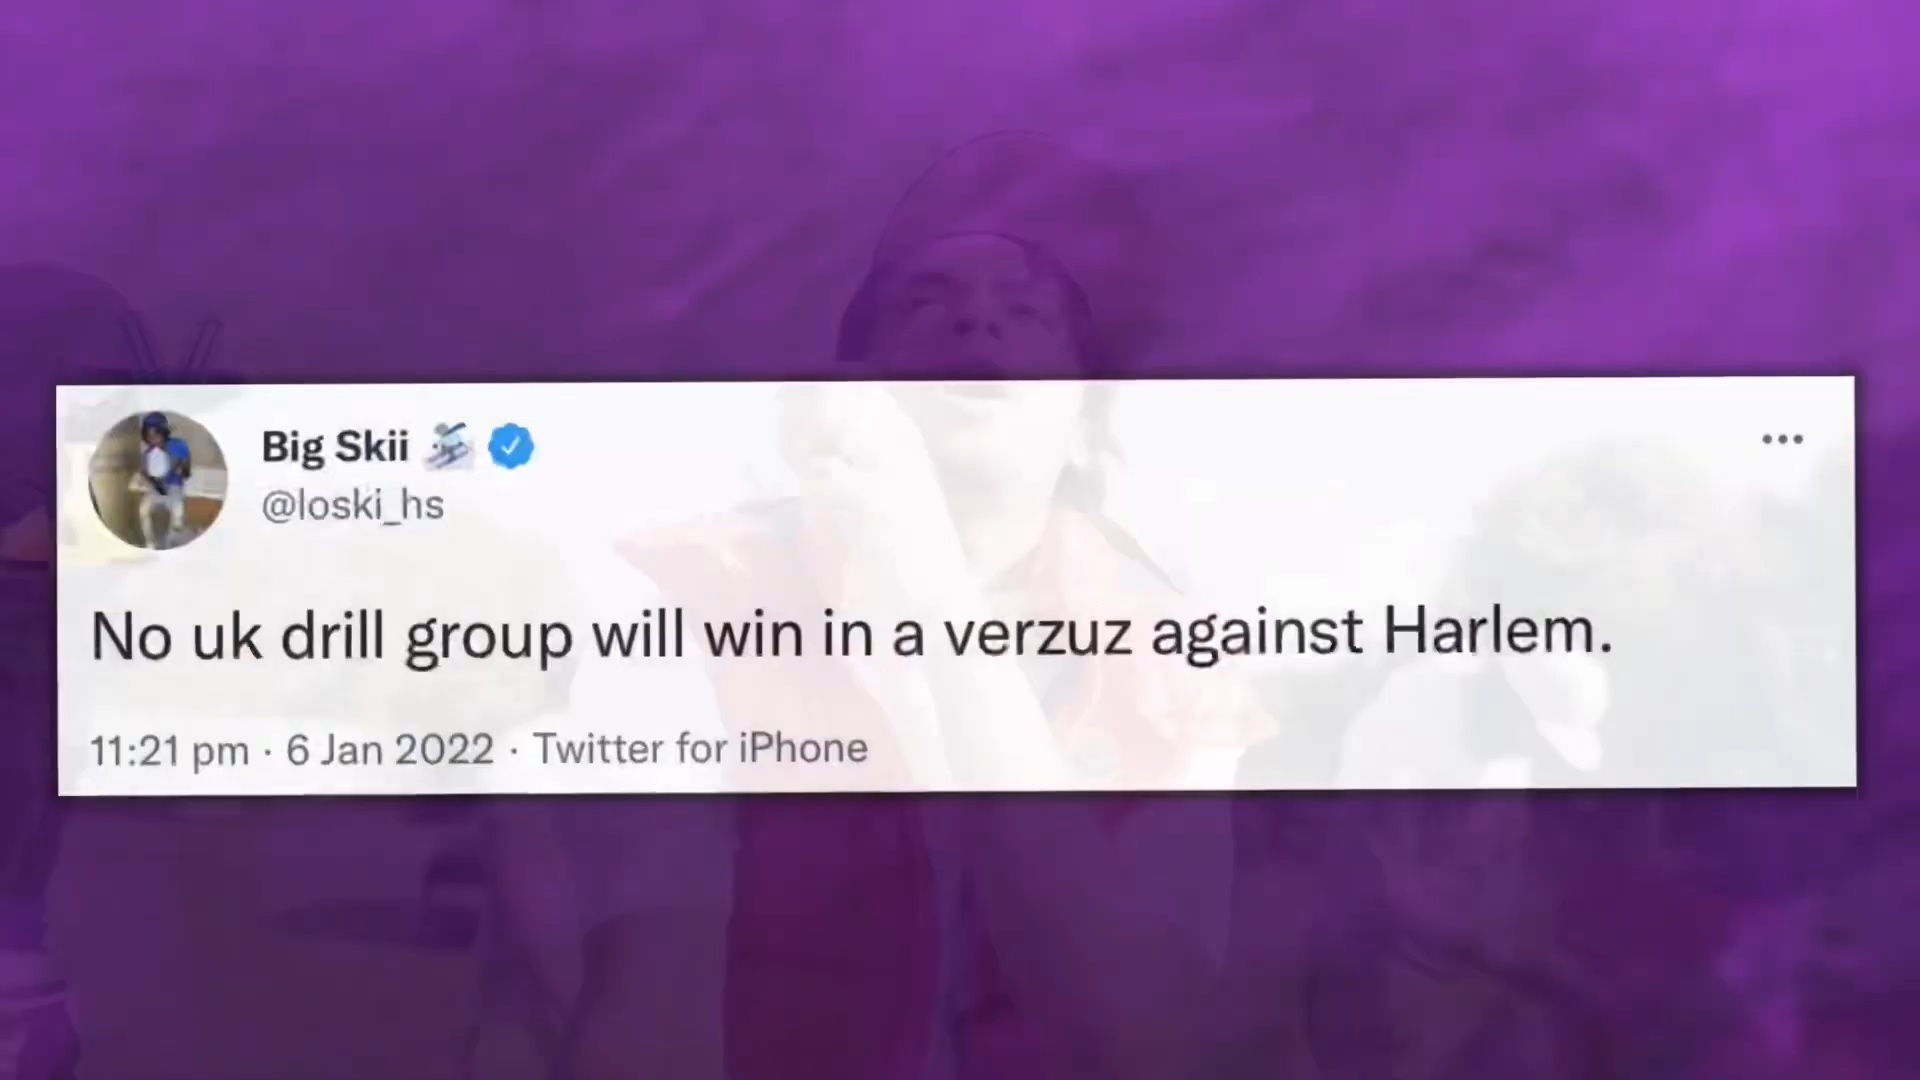 Big Skii ⛷
@loski_hs
No uk drill group will win in a verzuz against Harlem.
11:21 pm · 6 Jan 2022 · Twitter for iPhone